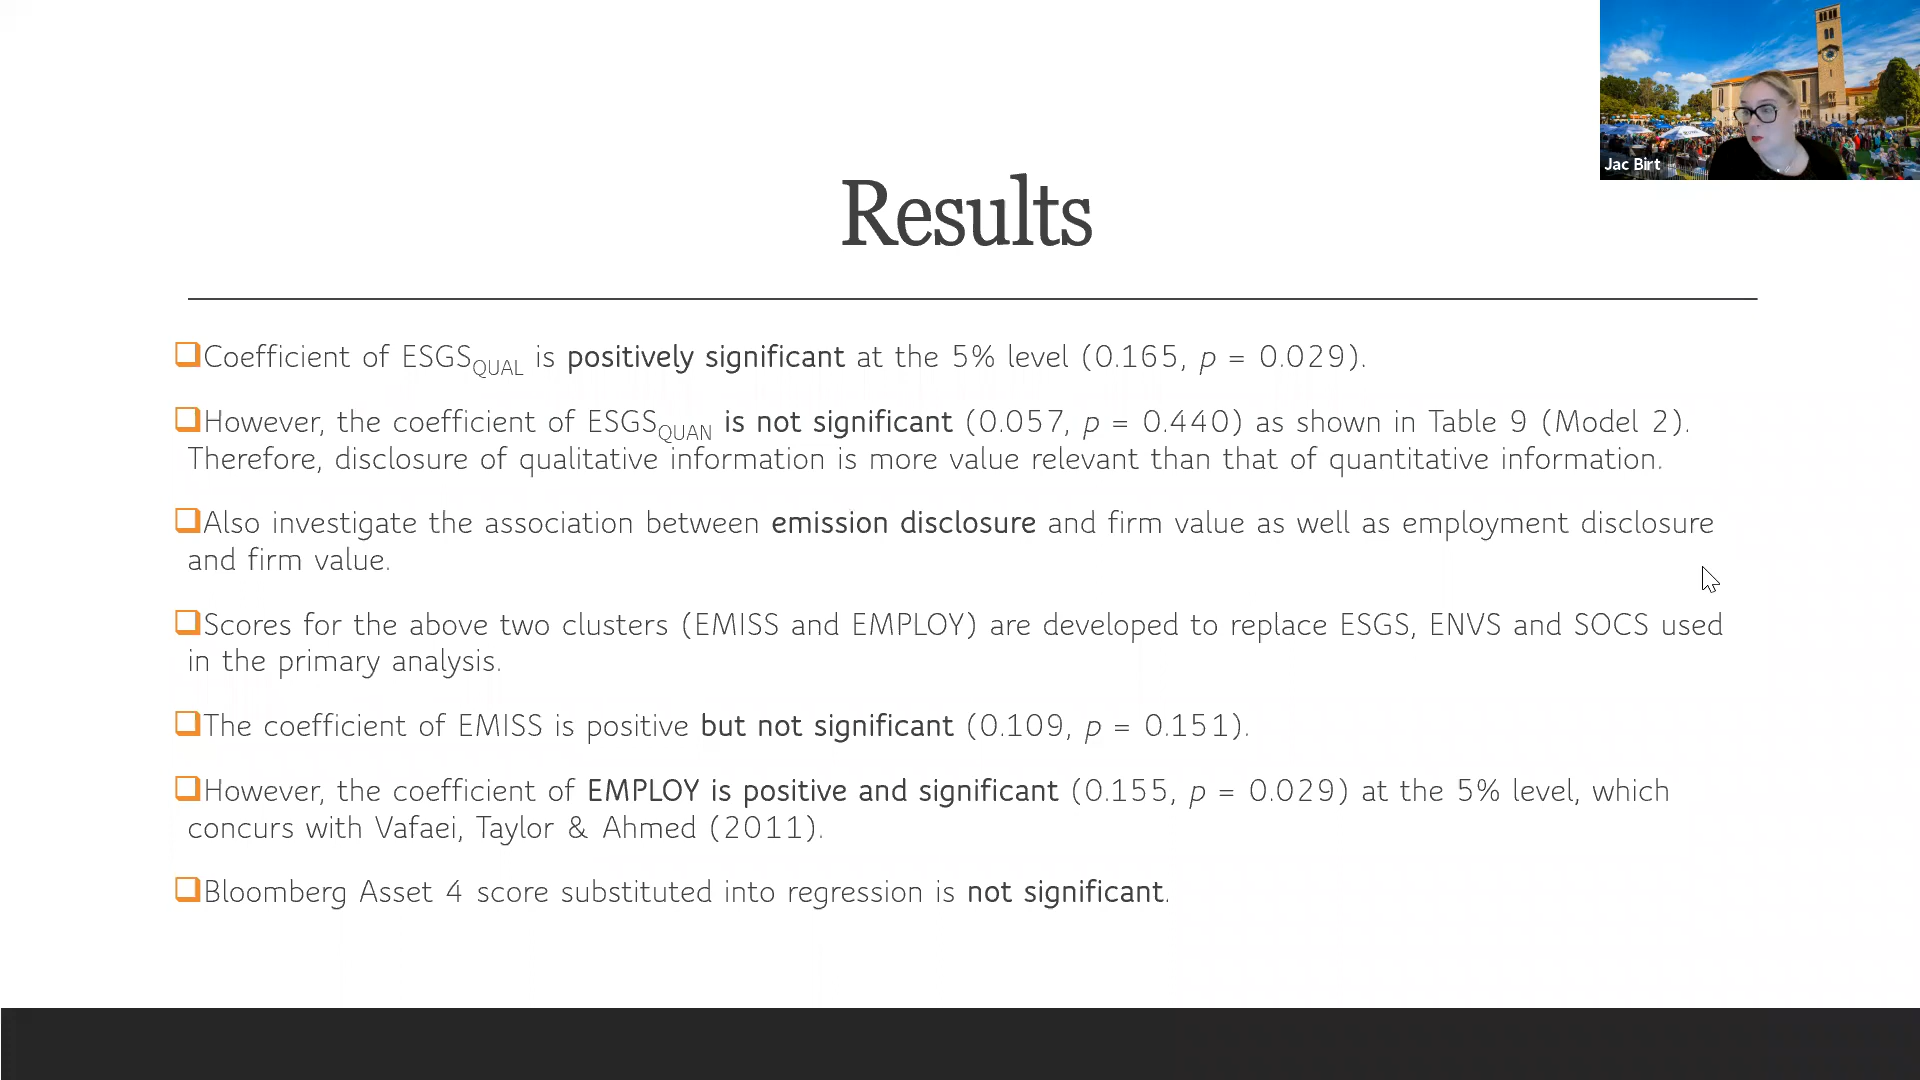 Jac Birt
Results
Coefficient of ESGSQUAL is positively significant at the 5% level (0.165, p = 0.029).
However, the coefficient of ESGSQUAN is not significant (0.057, p = 0.440) as shown in Table 9 (Model 2).
Therefore, disclosure of qualitative information is more value relevant than that of quantitative information.
Also investigate the association between emission disclosure and firm value as well as employment disclosure
and firm value.
Scores for the above two clusters (EMISS and EMPLOY) are developed to replace ESGS, ENVS and SOCS used
in the primary analysis.
The coefficient of EMISS is positive but not significant (0.109, p = 0.151).
However, the coefficient of EMPLOY is positive and significant (0.155, p = 0.029) at the 5% level, which
concurs with Vafaei, Taylor & Ahmed (2011).
Bloomberg Asset 4 score substituted into regression is not significant.